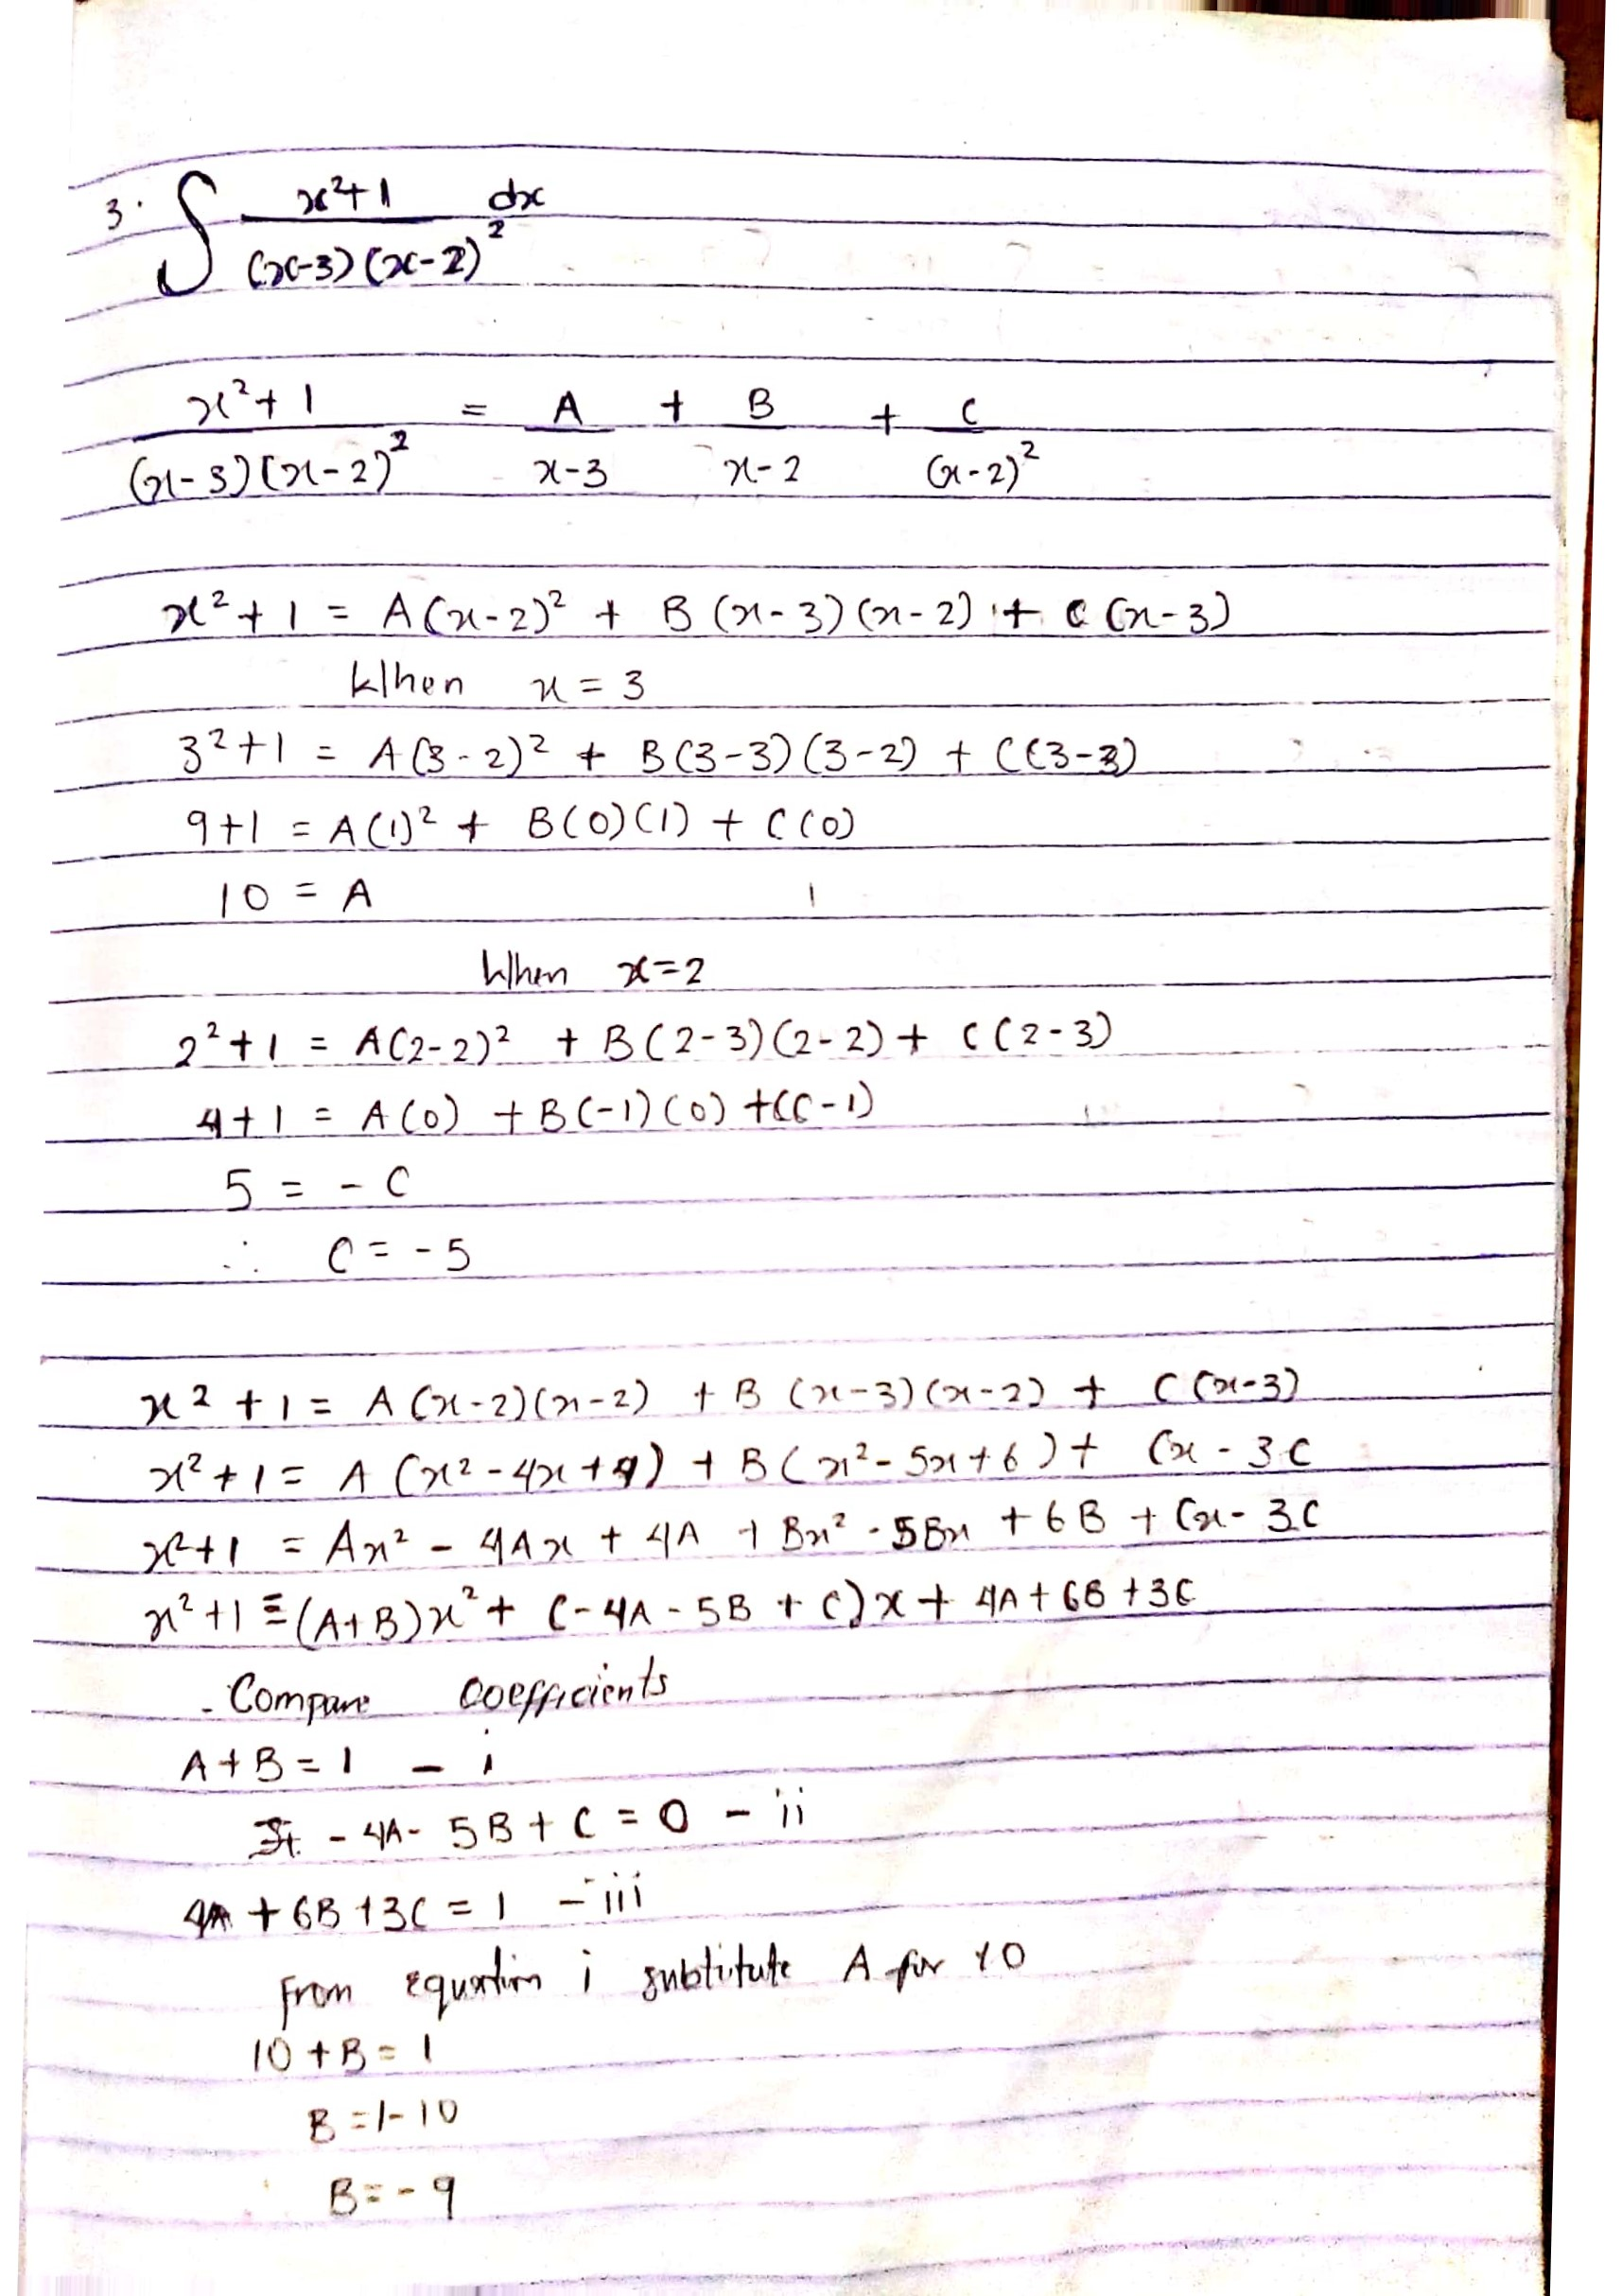 3. ∫ x²+1 / (x-3)(x-2)² dx
x²+1 / (x-3)(x-2)² = A / x-3 + B / x-2 + C / (x-2)²
x²+1 = A(x-2)² + B(x-3)(x-2) + C(x-3)
When x=3
3²+1 = A(3-2)² + B(3-3)(3-2) + C(3-3)
9+1 = A(1)² + B(0)(1) + C(0)
10 = A
When x=2
2²+1 = A(2-2)² + B(2-3)(2-2) + C(2-3)
4+1 = A(0) + B(-1)(0) + C(-1)
5 = -C
∴ C = -5
x²+1 = A(x-2)(x-2) + B(x-3)(x-2) + C(x-3)
x²+1 = A(x²-4x+4) + B(x²-5x+6) + Cx - 3C
x²+1 = Ax² - 4Ax + 4A + Bx² - 5Bx + 6B + Cx - 3C
x²+1 ≡ (A+B)x² + (-4A-5B+C)x + 4A+6B+3C
- Compare coefficients
A+B=1 - i
-4A-5B+C=0 - ii
4A+6B+3C=1 - iii
from equation i subtitute A for 10
10+B=1
B=1-10
B=-9